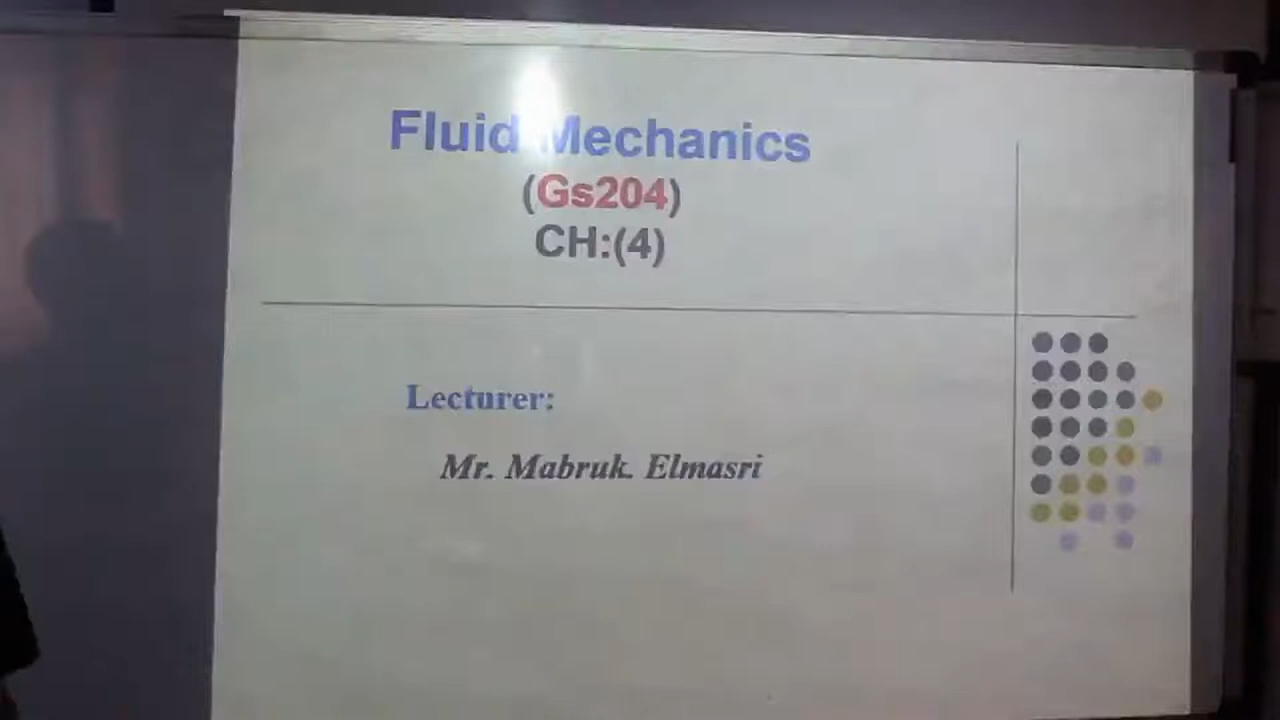 Fluid Mechanics
(Gs204)
CH:(4)
Lecturer:
Mr. Mabruk. Elmasri